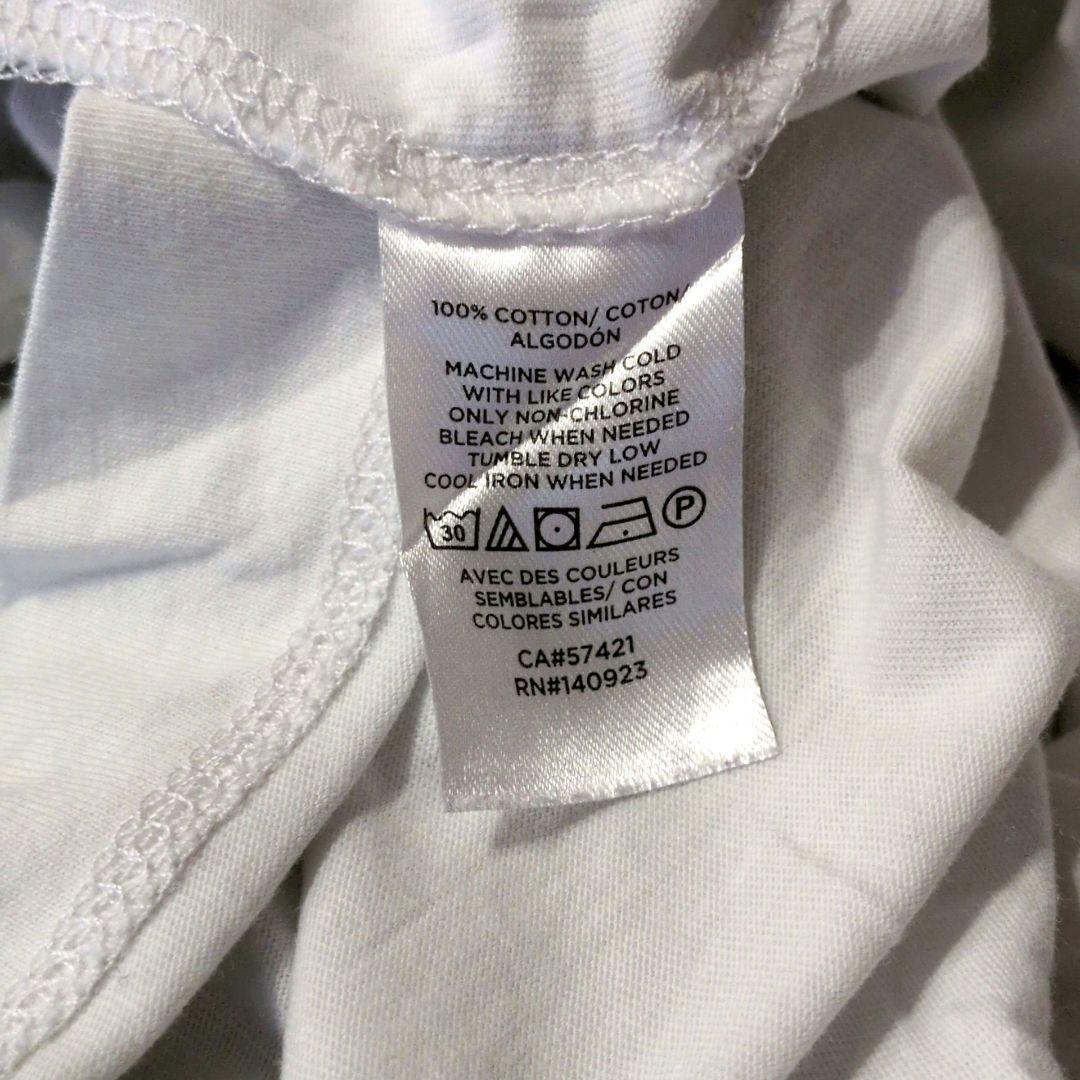 100% COTTON/ COTON/
ALGODÓN
MACHINE WASH COLD
WITH LIKE COLORS
ONLY NON-CHLORINE
BLEACH WHEN NEEDED
TUMBLE DRY LOW
COOL IRON WHEN NEEDED
30 P
AVEC DES COULEURS
SEMBLABLES/ CON
COLORES SIMILARES
CA#57421
RN#140923